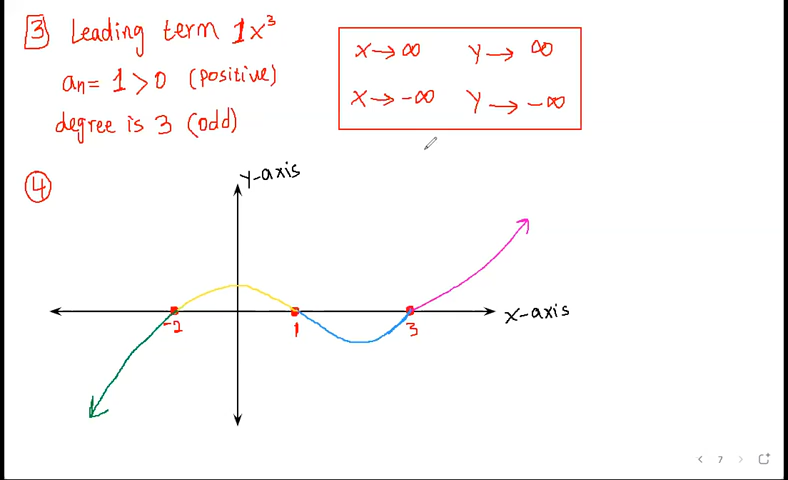 3 Leading term 1x³
aₙ = 1 > 0 (positive)
degree is 3 (odd)
x → ∞ y → ∞
x → -∞ y → -∞
4
y-axis
x-axis
-2 1 3
< 7 >